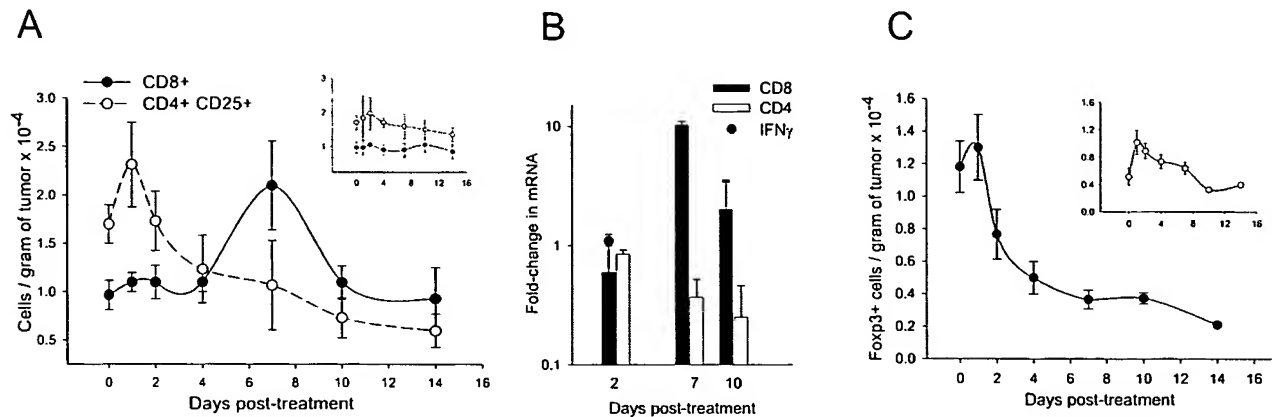 A
CD8+
CD4+ CD25+
Cells / gram of tumor x 10-4
3.0
2.5
2.0
1.5
1.0
0.5
0 2 4 6 8 10 12 14 16
Days post-treatment
3
2
1
0 4 8 12 16
B
CD8
CD4
IFNγ
Fold-change in mRNA
10
1
0.1
2 7 10
Days post-treatment
C
Foxp3+ cells / gram of tumor x 10-4
1.6
1.4
1.2
1.0
0.8
0.6
0.4
0.2
0.0
0 2 4 6 8 10 12 14 16
Days post-treatment
1.6
1.2
0.8
0.4
0.0
0 4 8 12 16